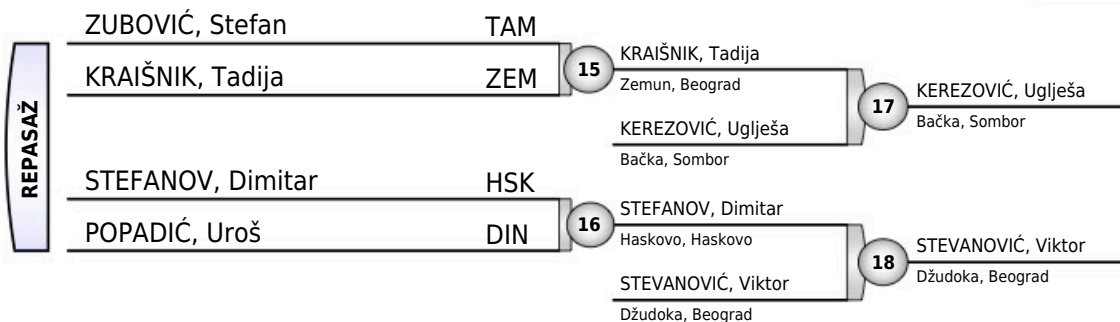 REPASAŽ
ZUBOVIĆ, Stefan TAM
KRAIŠNIK, Tadija ZEM
15
KRAIŠNIK, Tadija
Zemun, Beograd
KEREZOVIĆ, Uglješa
Bačka, Sombor
17
KEREZOVIĆ, Uglješa
Bačka, Sombor
STEFANOV, Dimitar HSK
POPADIĆ, Uroš DIN
16
STEFANOV, Dimitar
Haskovo, Haskovo
STEVANOVIĆ, Viktor
Džudoka, Beograd
18
STEVANOVIĆ, Viktor
Džudoka, Beograd